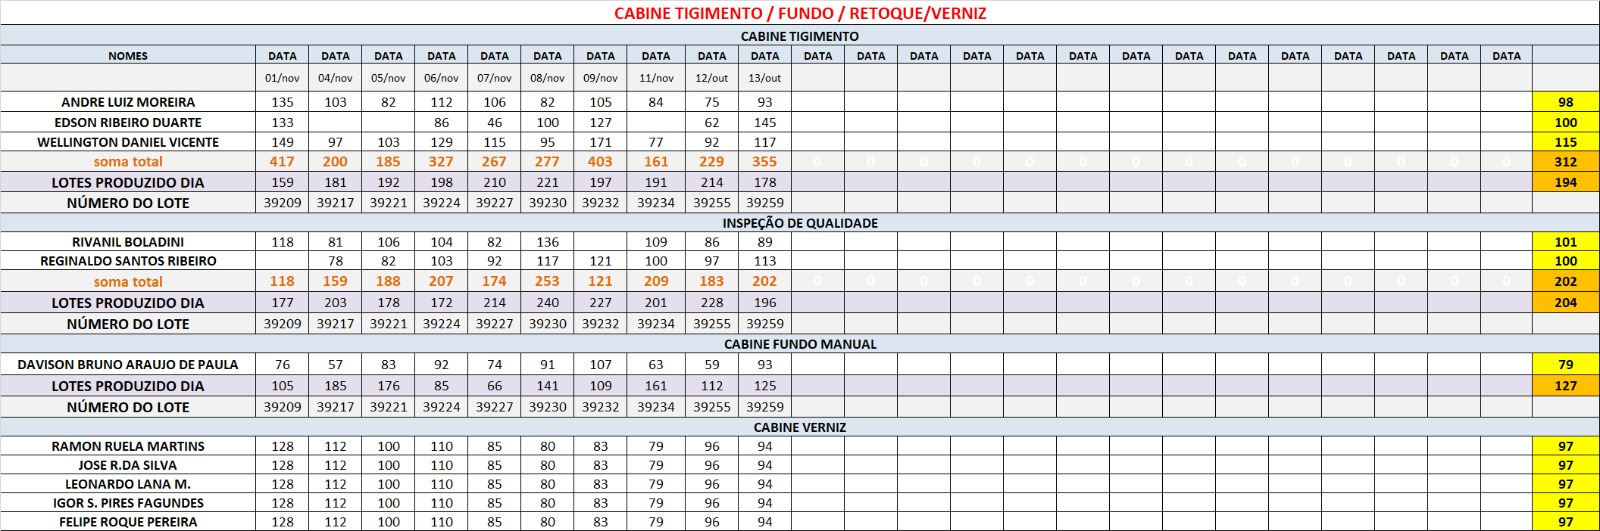 CABINE TIGIMENTO / FUNDO / RETOQUE/VERNIZ
CABINE TIGIMENTO
NOMES DATA DATA DATA DATA DATA DATA DATA DATA DATA DATA DATA DATA DATA DATA DATA DATA DATA DATA DATA DATA DATA DATA DATA DATA
01/nov 04/nov 05/nov 06/nov 07/nov 08/nov 09/nov 11/nov 12/out 13/out
ANDRE LUIZ MOREIRA 135 103 82 112 106 82 105 84 75 93 98
EDSON RIBEIRO DUARTE 133 86 46 100 127 62 145 100
WELLINGTON DANIEL VICENTE 149 97 103 129 115 95 171 77 92 117 115
soma total 417 200 185 327 267 277 403 161 229 355 0 0 0 0 0 0 0 0 0 0 0 0 0 0 312
LOTES PRODUZIDO DIA 159 181 192 198 210 221 197 191 214 178 194
NÚMERO DO LOTE 39209 39217 39221 39224 39227 39230 39232 39234 39255 39259
INSPEÇÃO DE QUALIDADE
RIVANIL BOLADINI 118 81 106 104 82 136 109 86 89 101
REGINALDO SANTOS RIBEIRO 78 82 103 92 117 121 100 97 113 100
soma total 118 159 188 207 174 253 121 209 183 202 0 0 0 0 0 0 0 0 0 0 0 0 0 0 202
LOTES PRODUZIDO DIA 177 203 178 172 214 240 227 201 228 196 204
NÚMERO DO LOTE 39209 39217 39221 39224 39227 39230 39232 39234 39255 39259
CABINE FUNDO MANUAL
DAVISON BRUNO ARAUJO DE PAULA 76 57 83 92 74 91 107 63 59 93 79
LOTES PRODUZIDO DIA 105 185 176 85 66 141 109 161 112 125 127
NÚMERO DO LOTE 39209 39217 39221 39224 39227 39230 39232 39234 39255 39259
CABINE VERNIZ
RAMON RUELA MARTINS 128 112 100 110 85 80 83 79 96 94 97
JOSE R.DA SILVA 128 112 100 110 85 80 83 79 96 94 97
LEONARDO LANA M. 128 112 100 110 85 80 83 79 96 94 97
IGOR S. PIRES FAGUNDES 128 112 100 110 85 80 83 79 96 94 97
FELIPE ROQUE PEREIRA 128 112 100 110 85 80 83 79 96 94 97